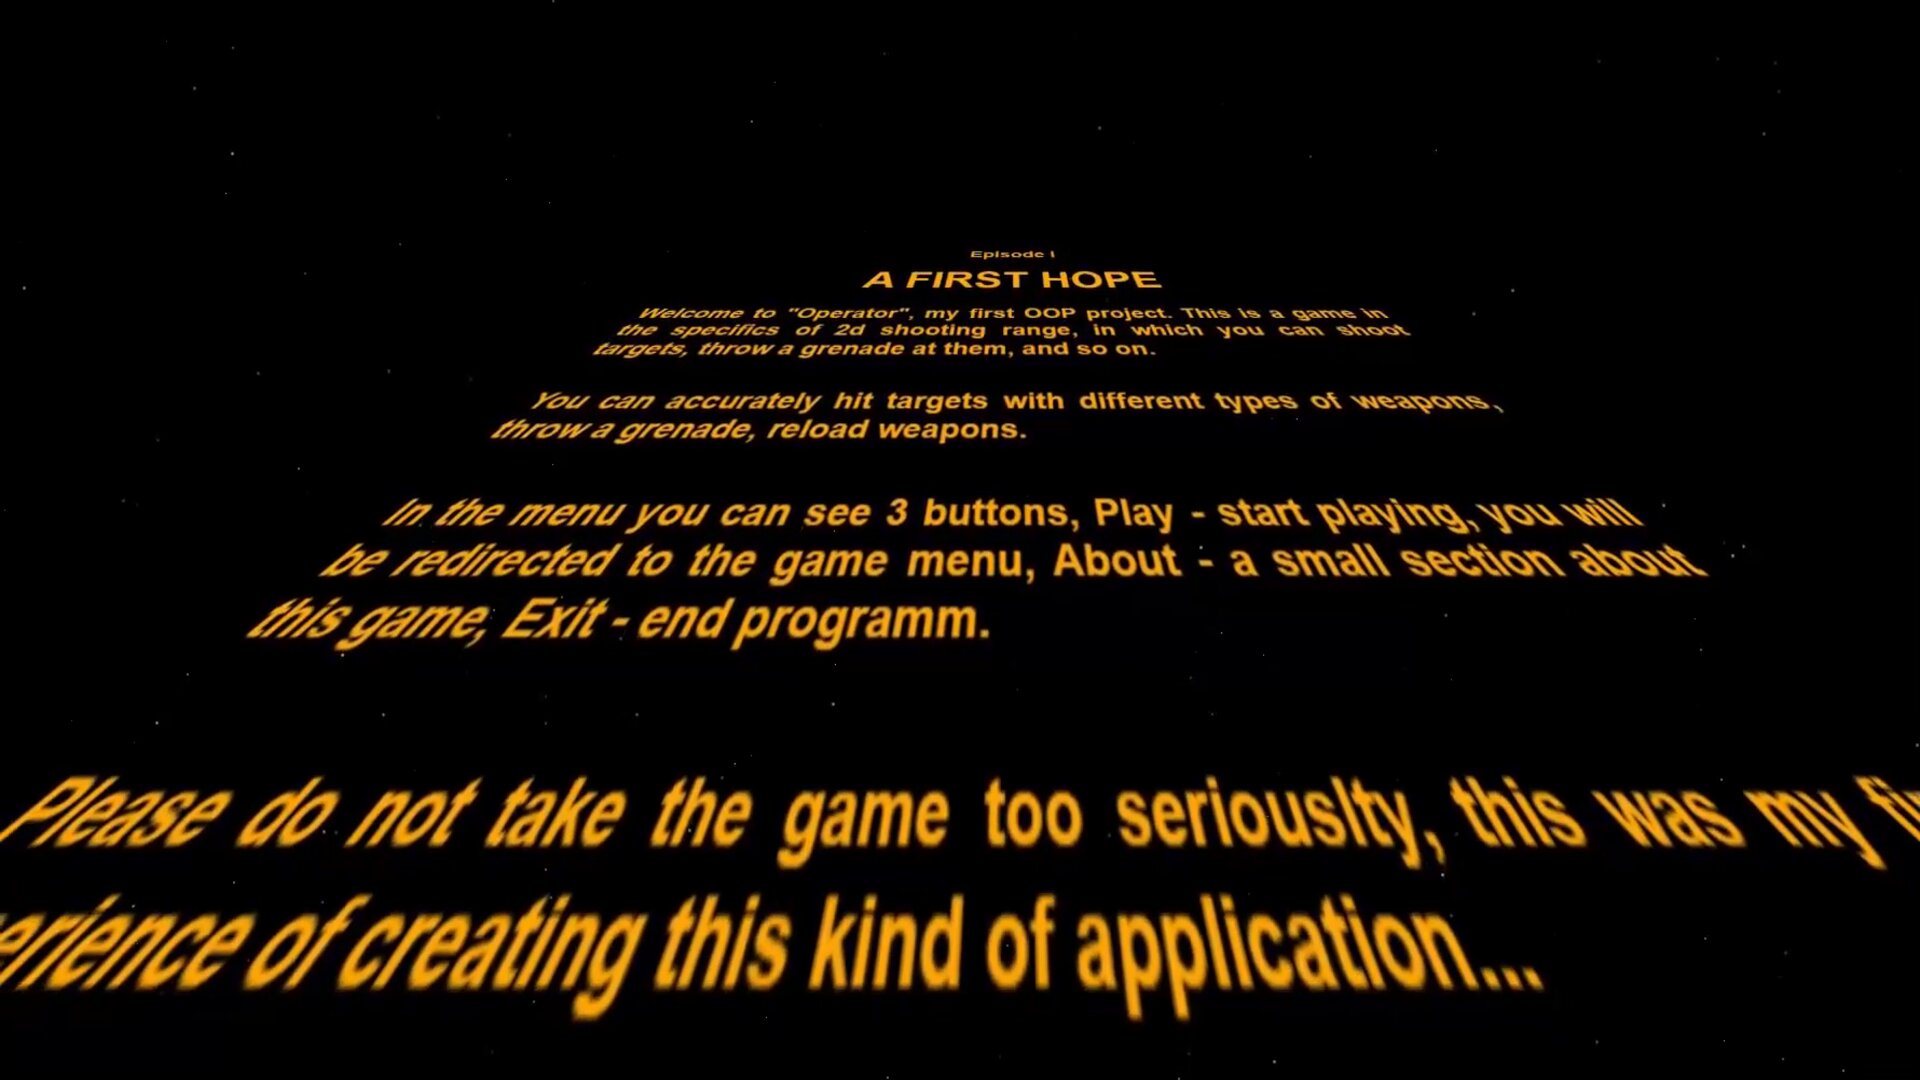 Episode I
A FIRST HOPE
Welcome to "Operator", my first OOP project. This is a game in
the specifics of 2d shooting range, in which you can shoot
targets, throw a grenade at them, and so on.
You can accurately hit targets with different types of weapons,
throw a grenade, reload weapons.
In the menu you can see 3 buttons, Play - start playing, you will
be redirected to the game menu, About - a small section about
this game, Exit - end programm.
Please do not take the game too seriouslty, this was my
of creating this kind of application...